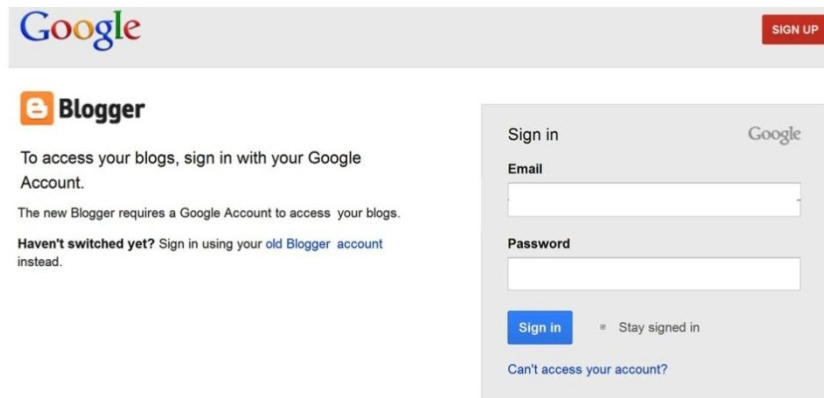 Google
SIGN UP
Blogger
To access your blogs, sign in with your Google
Account.
The new Blogger requires a Google Account to access your blogs.
Haven't switched yet? Sign in using your old Blogger account
instead.
Sign in
Google
Email
Password
Sign in
Stay signed in
Can't access your account?